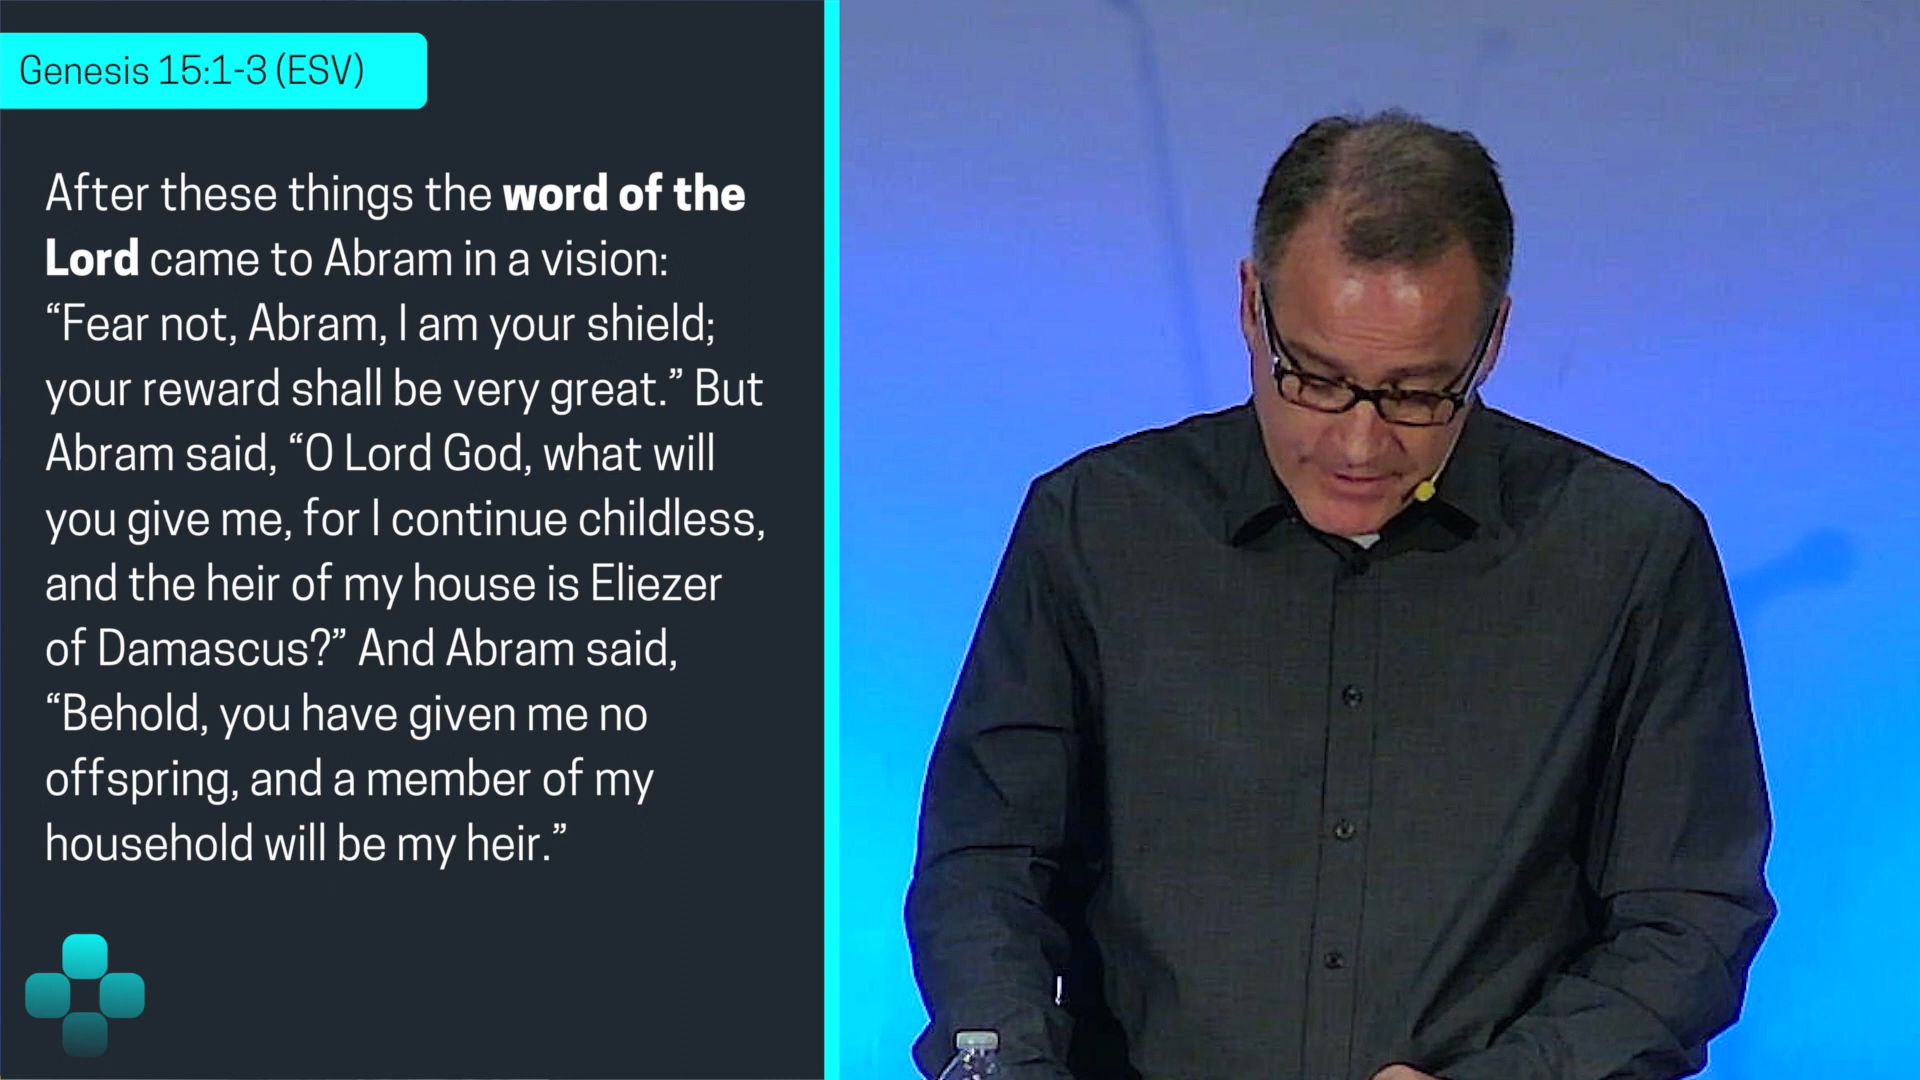 Genesis 15:1-3 (ESV)
After these things the word of the
Lord came to Abram in a vision:
“Fear not, Abram, I am your shield;
your reward shall be very great.” But
Abram said, “O Lord God, what will
you give me, for I continue childless,
and the heir of my house is Eliezer
of Damascus?” And Abram said,
“Behold, you have given me no
offspring, and a member of my
household will be my heir.”